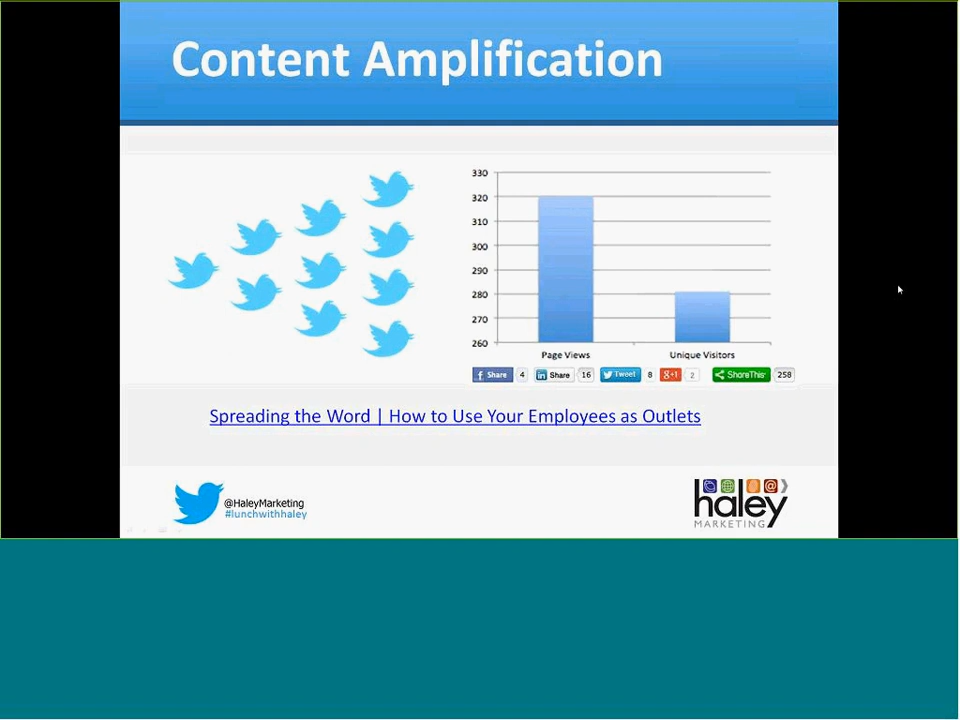 Content Amplification
330
320
310
300
290
280
270
260
Page Views Unique Visitors
f Share 4 in Share 16 Tweet 8 g+1 2 ShareThis 258
Spreading the Word | How to Use Your Employees as Outlets
@HaleyMarketing
#lunchwithhaley
@
haley
MARKETING